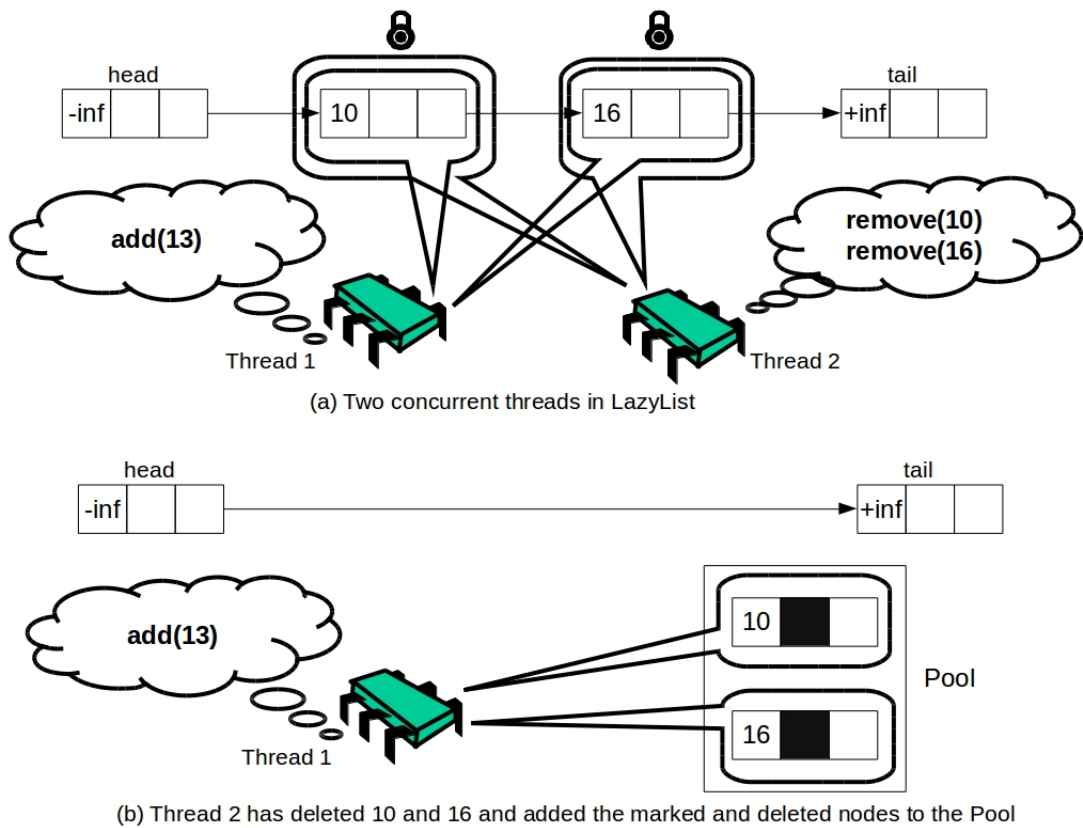 head
tail
-inf
10
16
+inf
add(13)
remove(10)
remove(16)
Thread 1
Thread 2
(a) Two concurrent threads in LazyList
head
tail
-inf
+inf
add(13)
10
Pool
16
Thread 1
(b) Thread 2 has deleted 10 and 16 and added the marked and deleted nodes to the Pool